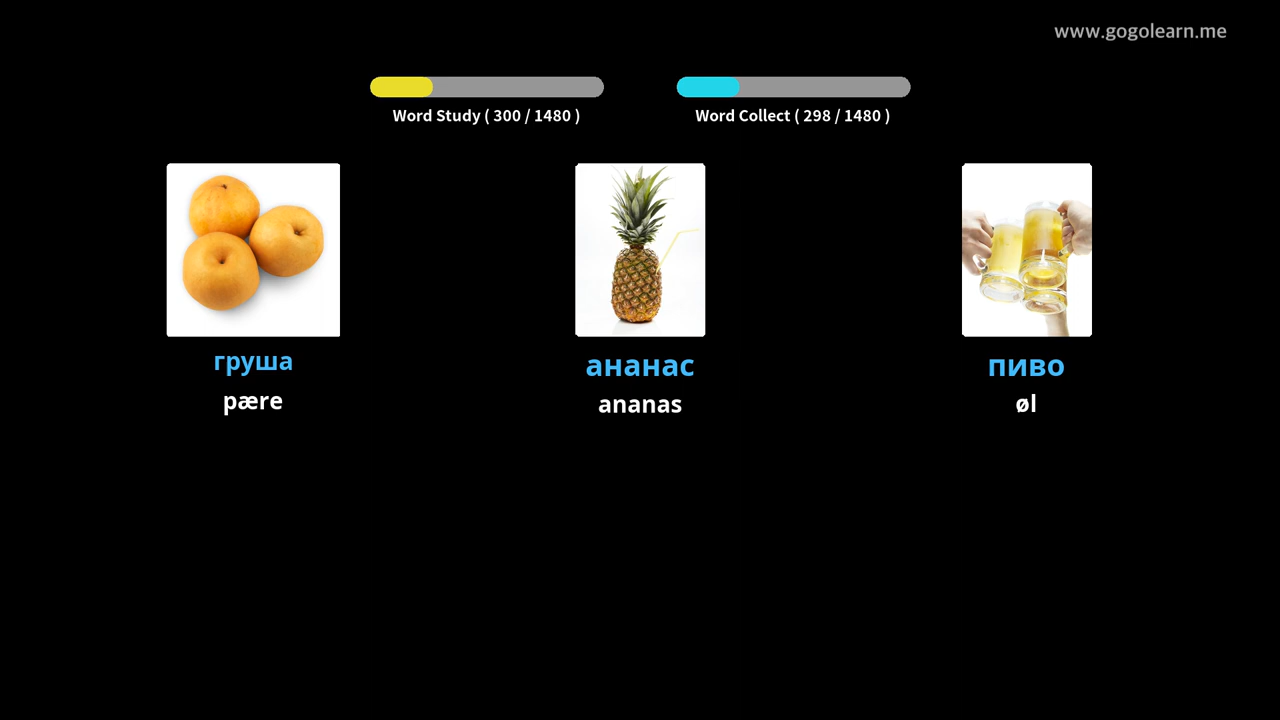 www.gogolearn.me
Word Study ( 300 / 1480 )
Word Collect ( 298 / 1480 )
груша
pære
ананас
ananas
пиво
øl